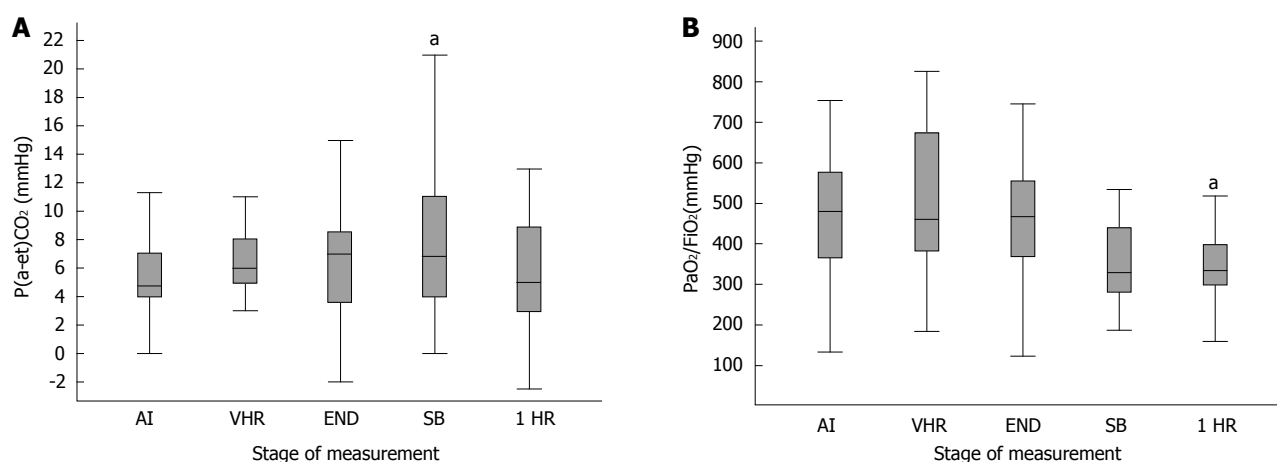 A
P(a-et)CO₂ (mmHg)
22
20
18
16
14
12
10
8
6
4
2
0
-2
a
AI VHR END SB 1 HR
Stage of measurement
B
PaO₂/FiO₂(mmHg)
900
800
700
600
500
400
300
200
100
a
AI VHR END SB 1 HR
Stage of measurement